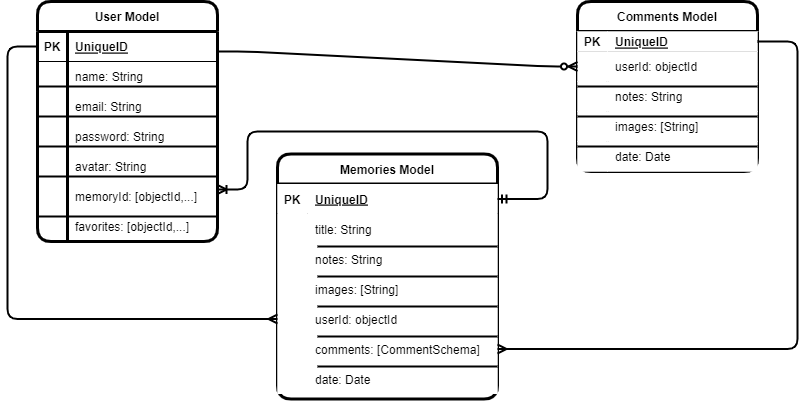 User Model
PK UniqueID
name: String
email: String
password: String
avatar: String
memoryId: [objectId,...]
favorites: [objectId,...]
Comments Model
PK UniqueID
userId: objectId
notes: String
images: [String]
date: Date
Memories Model
PK UniqueID
title: String
notes: String
images: [String]
userId: objectId
comments: [CommentSchema]
date: Date